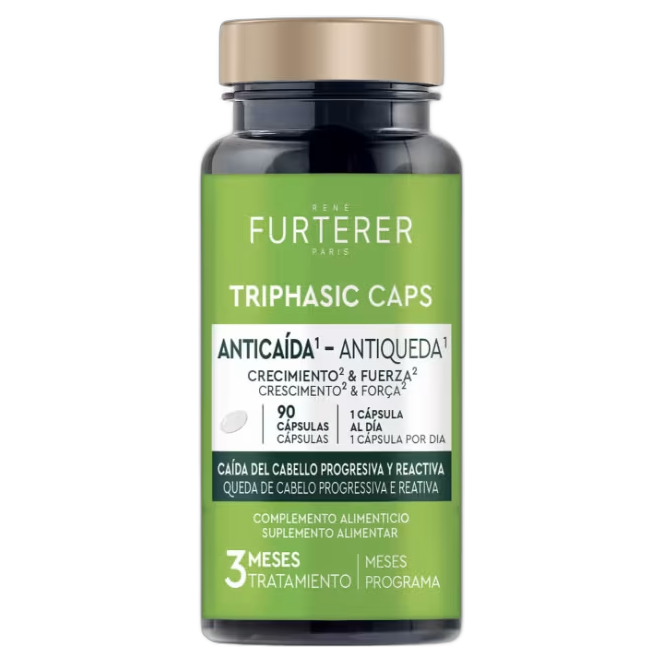 RENE
FURTERER
PARIS
TRIPHASIC CAPS
ANTICAÍDA¹ - ANTIQUEDA¹
CRECIMIENTO² & FUERZA²
CRESCIMENTO² & FORÇA²
90
CÁPSULAS
CÁPSULAS
1 CÁPSULA
AL DÍA
1 CÁPSULA POR DIA
CAÍDA DEL CABELLO PROGRESIVA Y REACTIVA
QUEDA DE CABELO PROGRESSIVA E REATIVA
COMPLEMENTO ALIMENTICIO
SUPLEMENTO ALIMENTAR
3 MESES
TRATAMIENTO
MESES
PROGRAMA